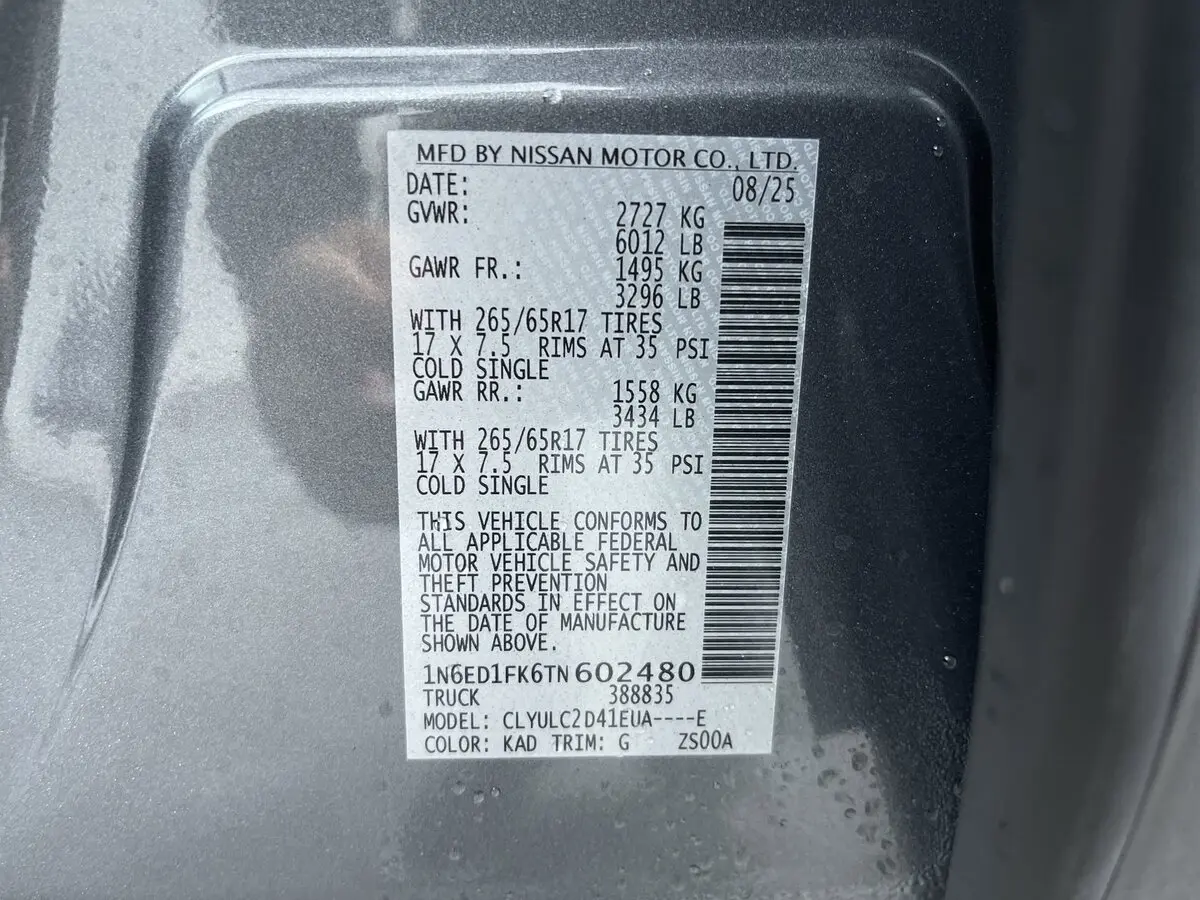 MFD BY NISSAN MOTOR CO., LTD.
DATE: 08/25
GVWR: 2727 KG
6012 LB
GAWR FR.: 1495 KG
3296 LB
WITH 265/65R17 TIRES
17 X 7.5 RIMS AT 35 PSI
COLD SINGLE
GAWR RR.: 1558 KG
3434 LB
WITH 265/65R17 TIRES
17 X 7.5 RIMS AT 35 PSI
COLD SINGLE
THIS VEHICLE CONFORMS TO
ALL APPLICABLE FEDERAL
MOTOR VEHICLE SAFETY AND
THEFT PREVENTION
STANDARDS IN EFFECT ON
THE DATE OF MANUFACTURE
SHOWN ABOVE.
1N6ED1FK6TN602480
TRUCK 388835
MODEL: CLYULC2D41EUA----E
COLOR: KAD TRIM: G ZS00A